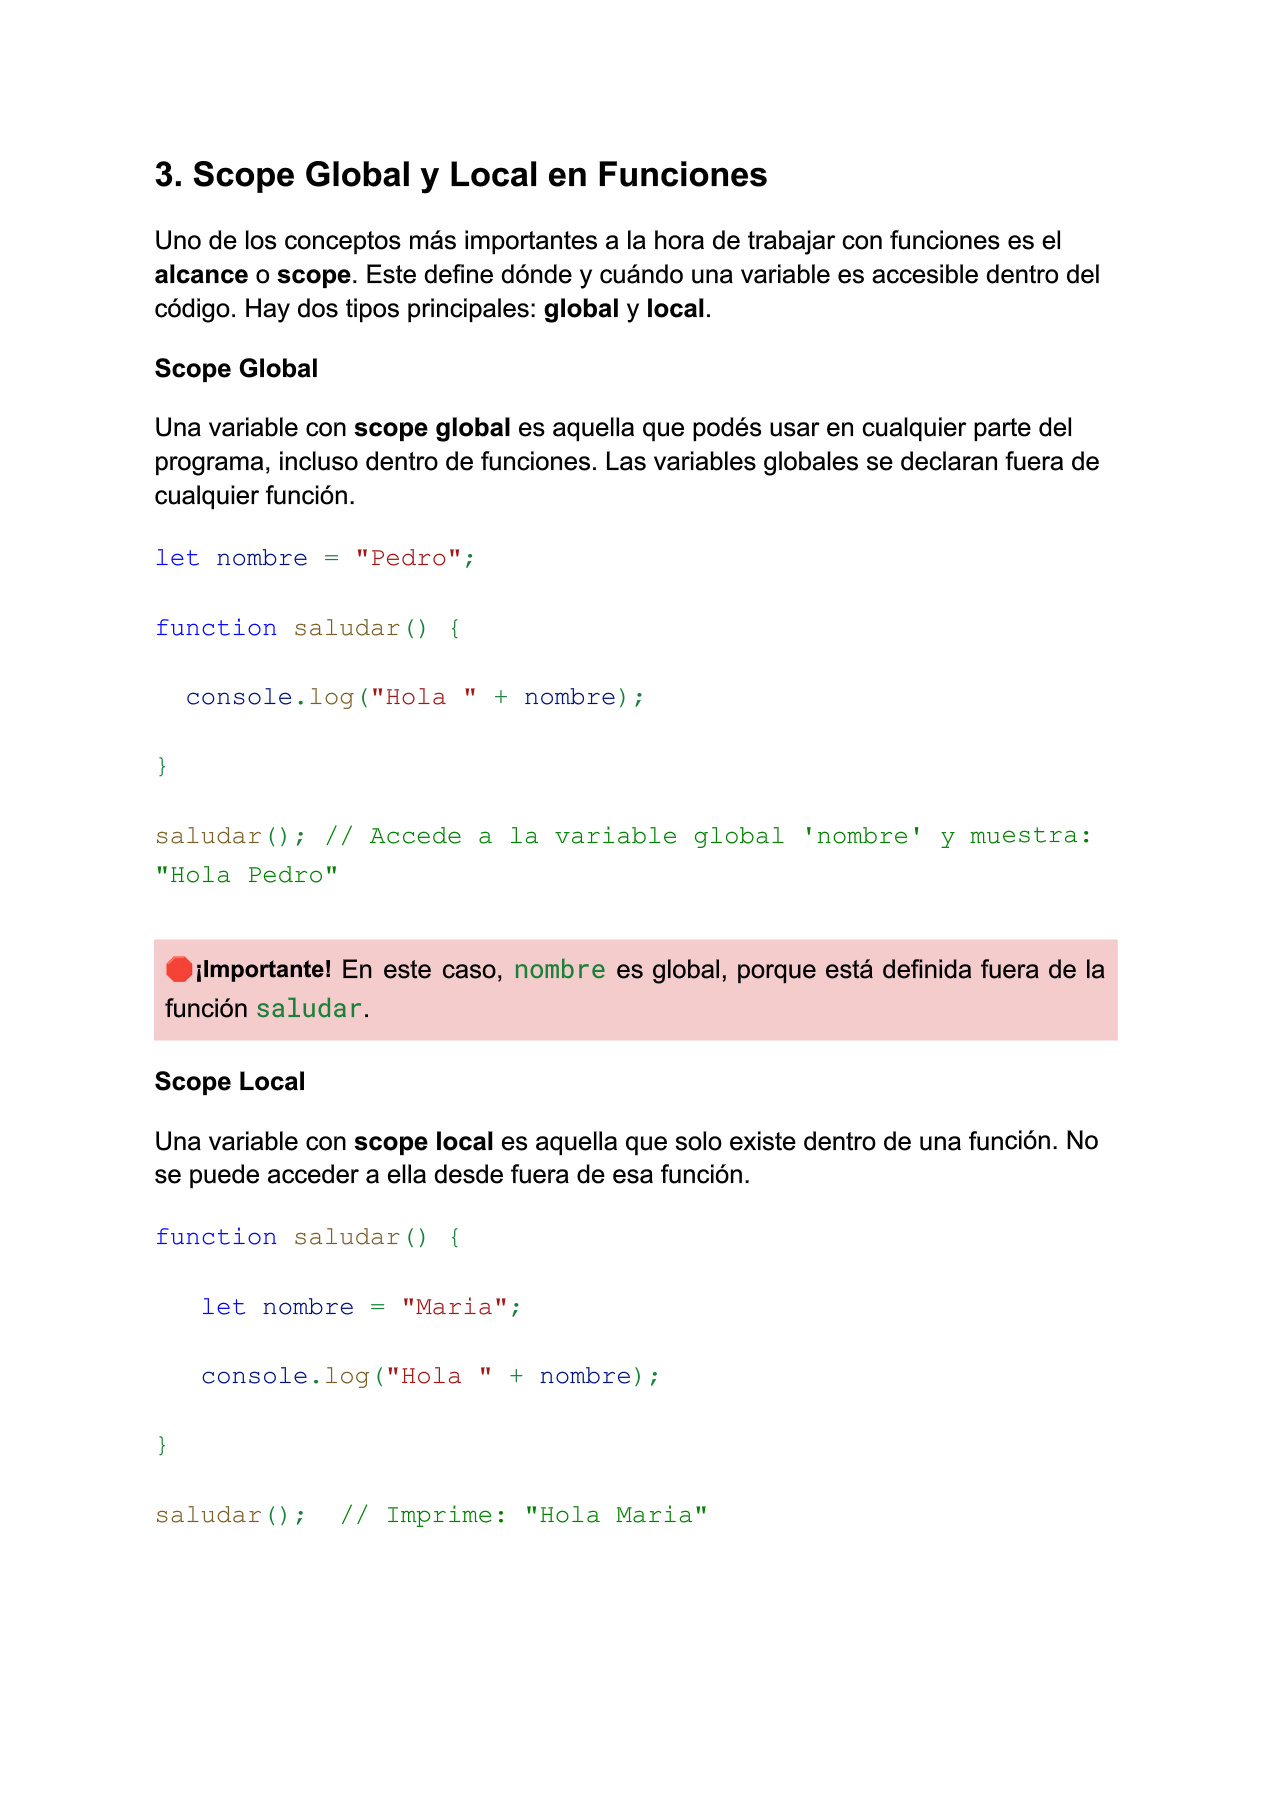 3. Scope Global y Local en Funciones
Uno de los conceptos más importantes a la hora de trabajar con funciones es el
alcance o scope. Este define dónde y cuándo una variable es accesible dentro del
código. Hay dos tipos principales: global y local.
Scope Global
Una variable con scope global es aquella que podés usar en cualquier parte del
programa, incluso dentro de funciones. Las variables globales se declaran fuera de
cualquier función.
let nombre = "Pedro";
function saludar() {
  console.log("Hola " + nombre);
}
saludar(); // Accede a la variable global 'nombre' y muestra:
"Hola Pedro"
🛑¡Importante! En este caso, nombre es global, porque está definida fuera de la
función saludar.
Scope Local
Una variable con scope local es aquella que solo existe dentro de una función. No
se puede acceder a ella desde fuera de esa función.
function saludar() {
   let nombre = "Maria";
   console.log("Hola " + nombre);
}
saludar();  // Imprime: "Hola Maria"